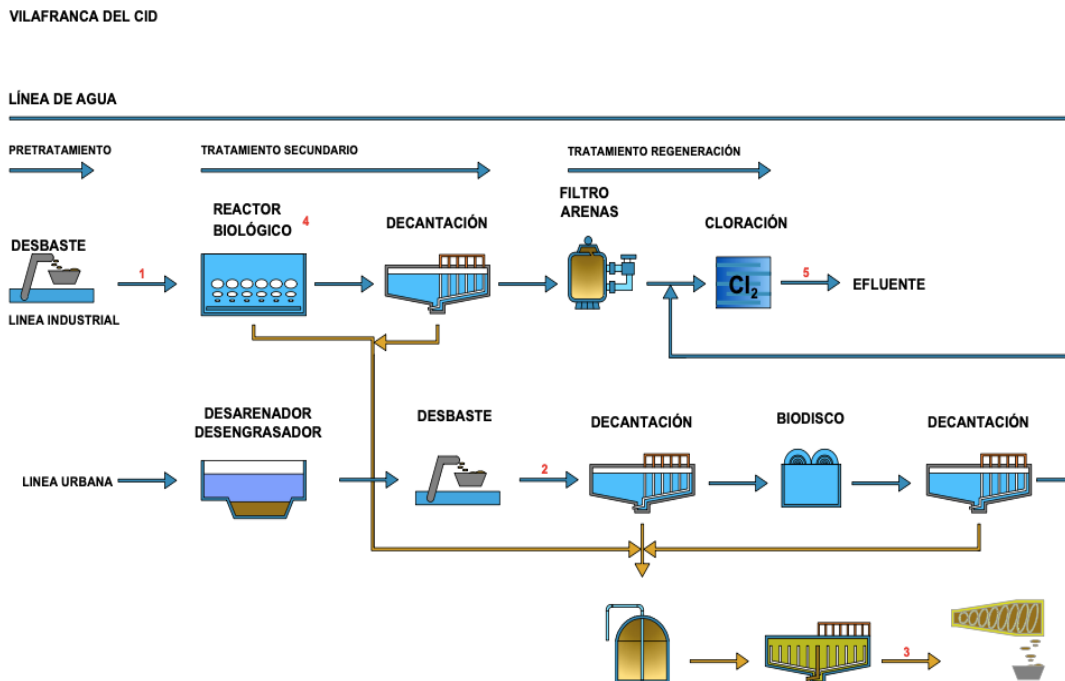 VILAFRANCA DEL CID
LÍNEA DE AGUA
PRETRATAMIENTO
TRATAMIENTO SECUNDARIO
TRATAMIENTO REGENERACIÓN
DESBASTE
LINEA INDUSTRIAL
1
REACTOR
BIOLÓGICO 4
DECANTACIÓN
FILTRO
ARENAS
CLORACIÓN
Cl2
5
EFLUENTE
LINEA URBANA
DESARENADOR
DESENGRASADOR
DESBASTE
2
DECANTACIÓN
BIODISCO
DECANTACIÓN
3